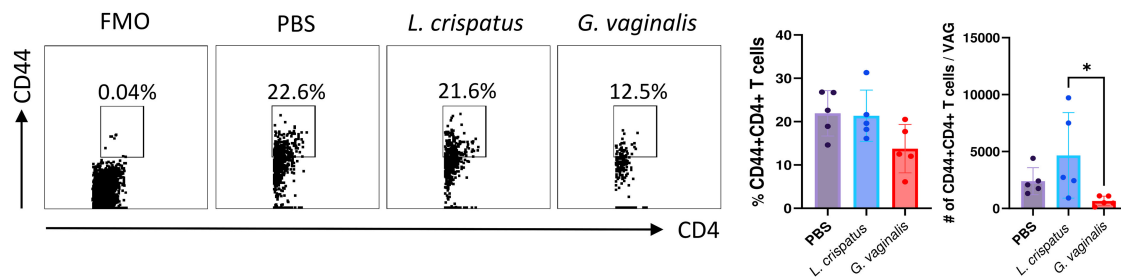 FMO
PBS
L. crispatus
G. vaginalis
CD44
0.04%
22.6%
21.6%
12.5%
CD4
% CD44+CD4+ T cells
40
30
20
10
0
PBS
L. crispatus
G. vaginalis
# of CD44+CD4+ T cells / VAG
15000
10000
5000
0
*
PBS
L. crispatus
G. vaginalis